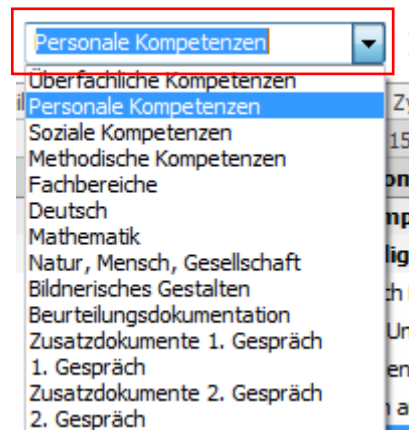 Personale Kompetenzen
Überfachliche Kompetenzen
Personale Kompetenzen
Soziale Kompetenzen
Methodische Kompetenzen
Fachbereiche
Deutsch
Mathematik
Natur, Mensch, Gesellschaft
Bildnerisches Gestalten
Beurteilungsdokumentation
Zusatzdokumente 1. Gespräch
1. Gespräch
Zusatzdokumente 2. Gespräch
2. Gespräch